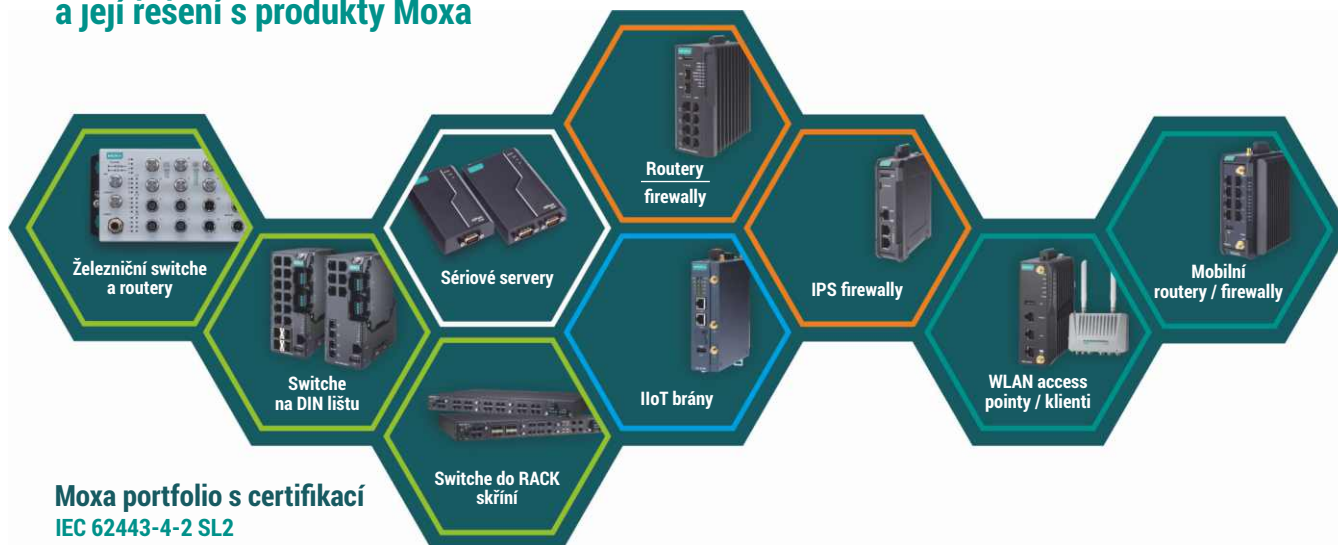 a její řešení s produkty Moxa
Routery
firewally
Železniční switche
a routery
Sériové servery
IPS firewally
Mobilní
routery / firewally
Switche
na DIN lištu
IIoT brány
WLAN access
pointy / klienti
Switche do RACK
skříní
Moxa portfolio s certifikací
IEC 62443-4-2 SL2